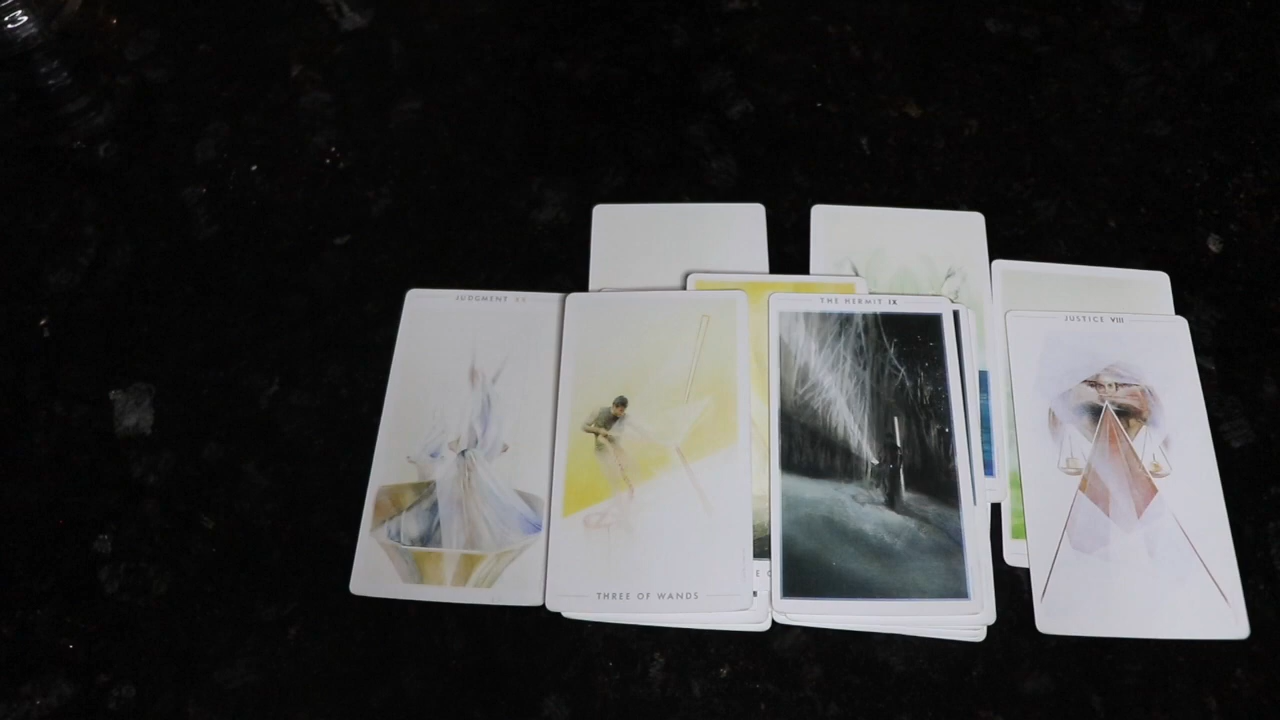 JUDGMENT XX
THREE OF WANDS
THE HERMIT IX
JUSTICE VIII